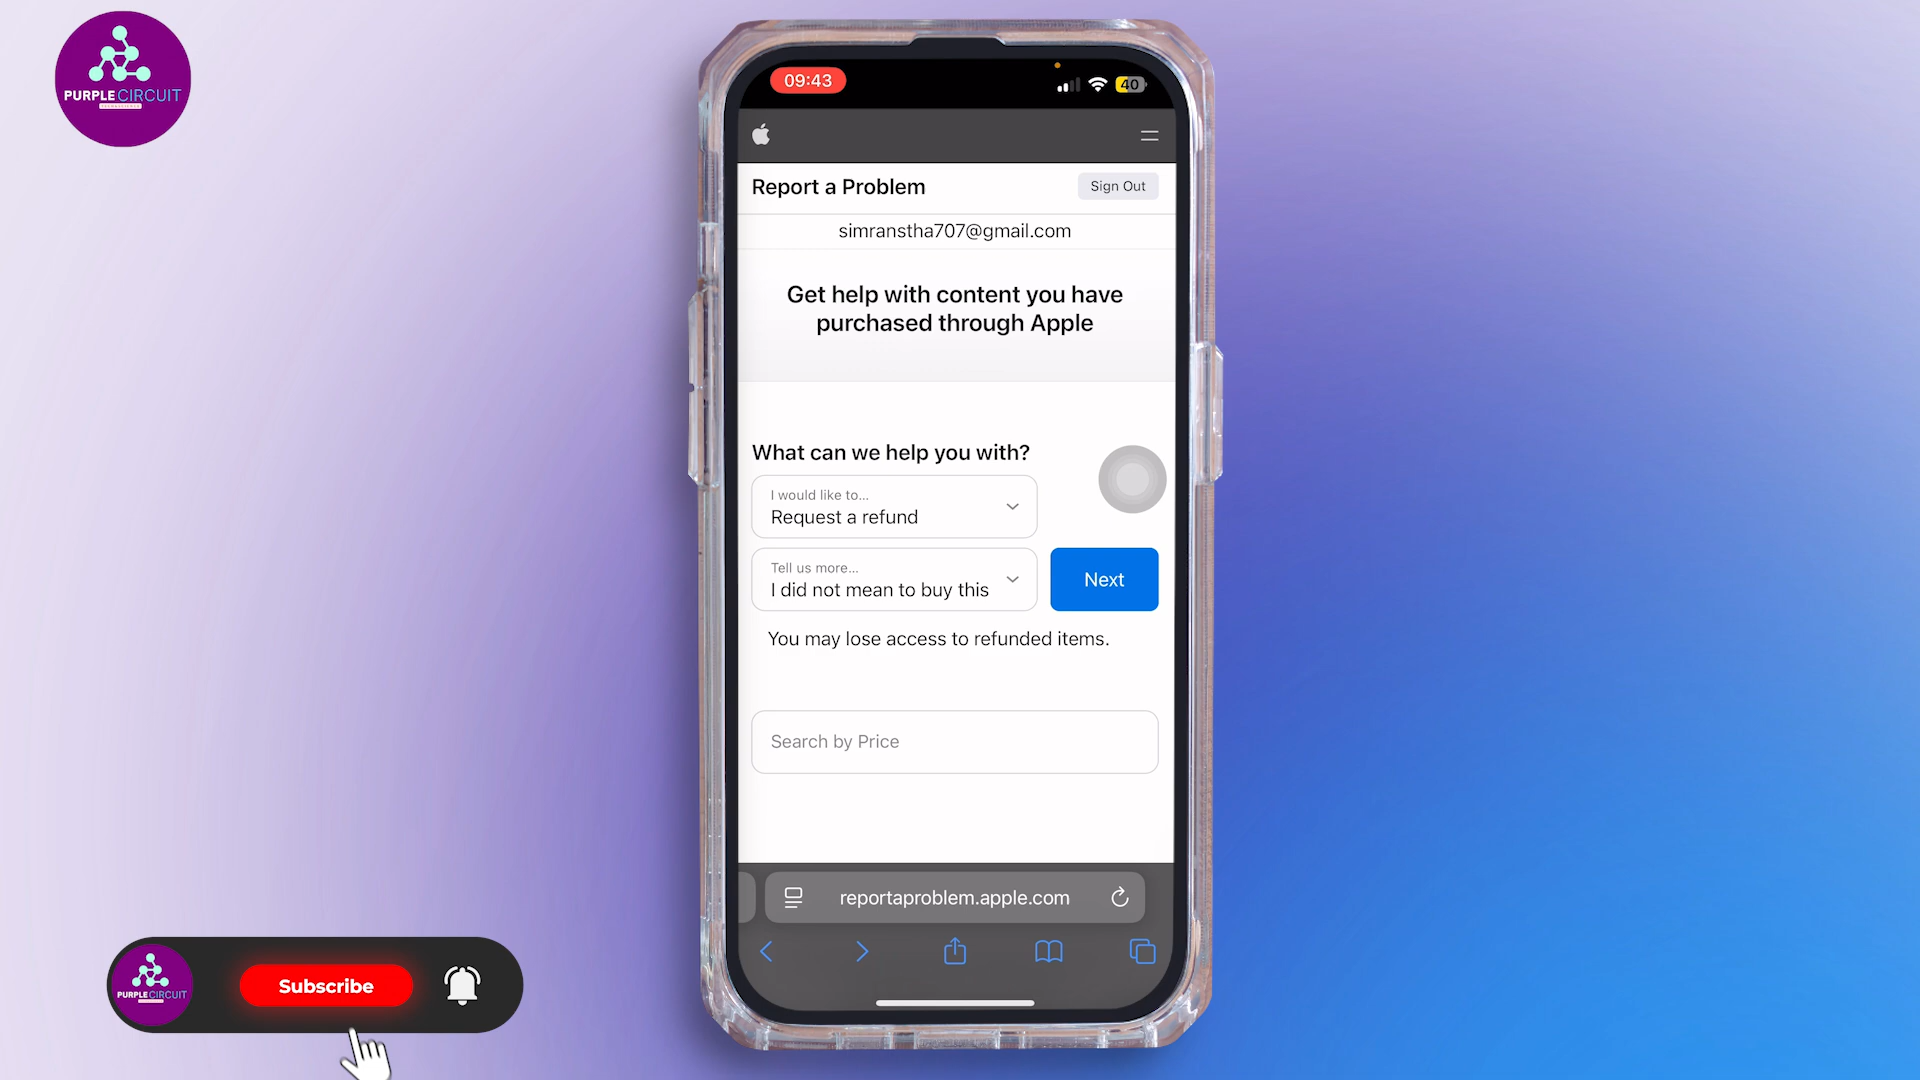 PURPLE CIRCUIT
09:43
40
Report a Problem
Sign Out
simranstha707@gmail.com
Get help with content you have
purchased through Apple
What can we help you with?
I would like to...
Request a refund
Tell us more...
I did not mean to buy this
Next
You may lose access to refunded items.
Search by Price
reportaproblem.apple.com
PURPLE CIRCUIT
Subscribe